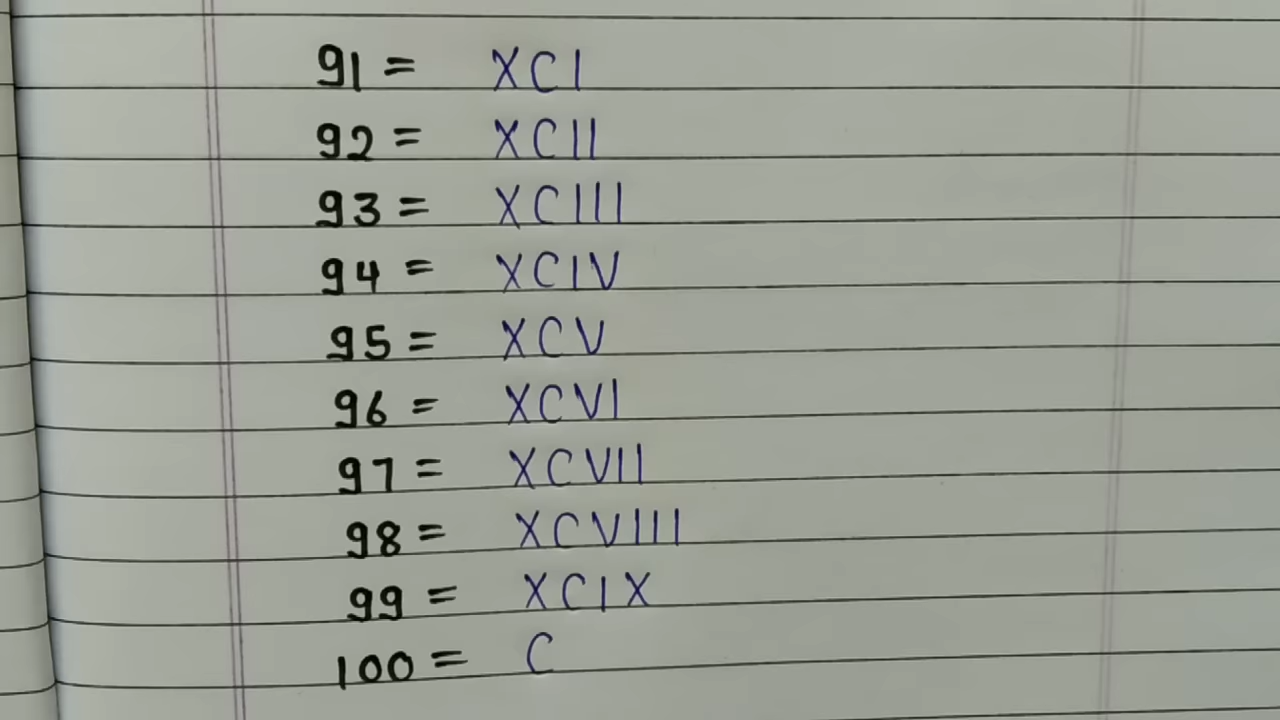 91 = XCI
92 = XCII
93 = XCIII
94 = XCIV
95 = XCV
96 = XCVI
97 = XCVII
98 = XCVIII
99 = XCIX
100 = C